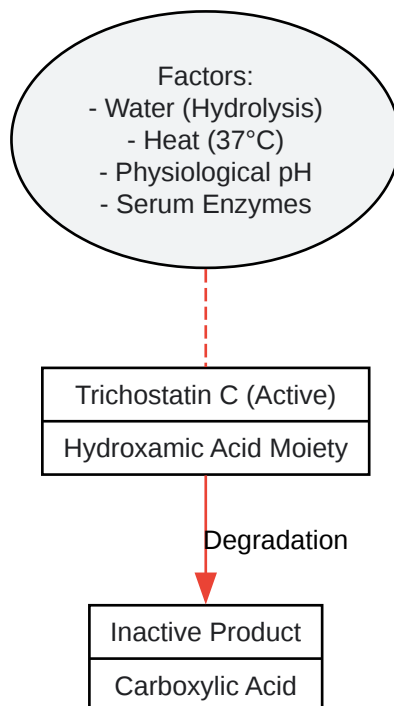 Factors:
- Water (Hydrolysis)
- Heat (37°C)
- Physiological pH
- Serum Enzymes
Trichostatin C (Active)
Hydroxamic Acid Moiety
Degradation
Inactive Product
Carboxylic Acid